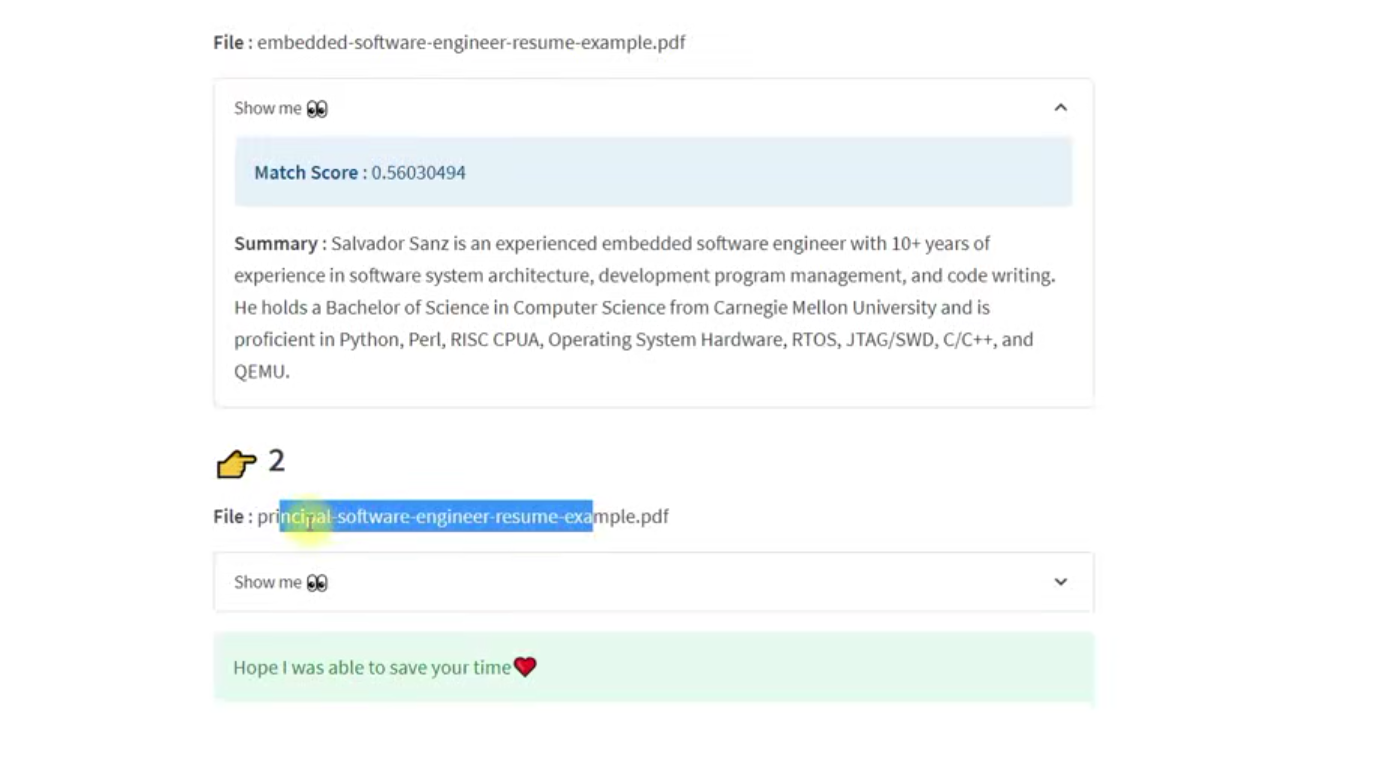 File : embedded-software-engineer-resume-example.pdf
Show me 👀
Match Score : 0.56030494
Summary : Salvador Sanz is an experienced embedded software engineer with 10+ years of
experience in software system architecture, development program management, and code writing.
He holds a Bachelor of Science in Computer Science from Carnegie Mellon University and is
proficient in Python, Perl, RISC CPUA, Operating System Hardware, RTOS, JTAG/SWD, C/C++, and
QEMU.
👉 2
File : principal-software-engineer-resume-example.pdf
Show me 👀
Hope I was able to save your time❤️